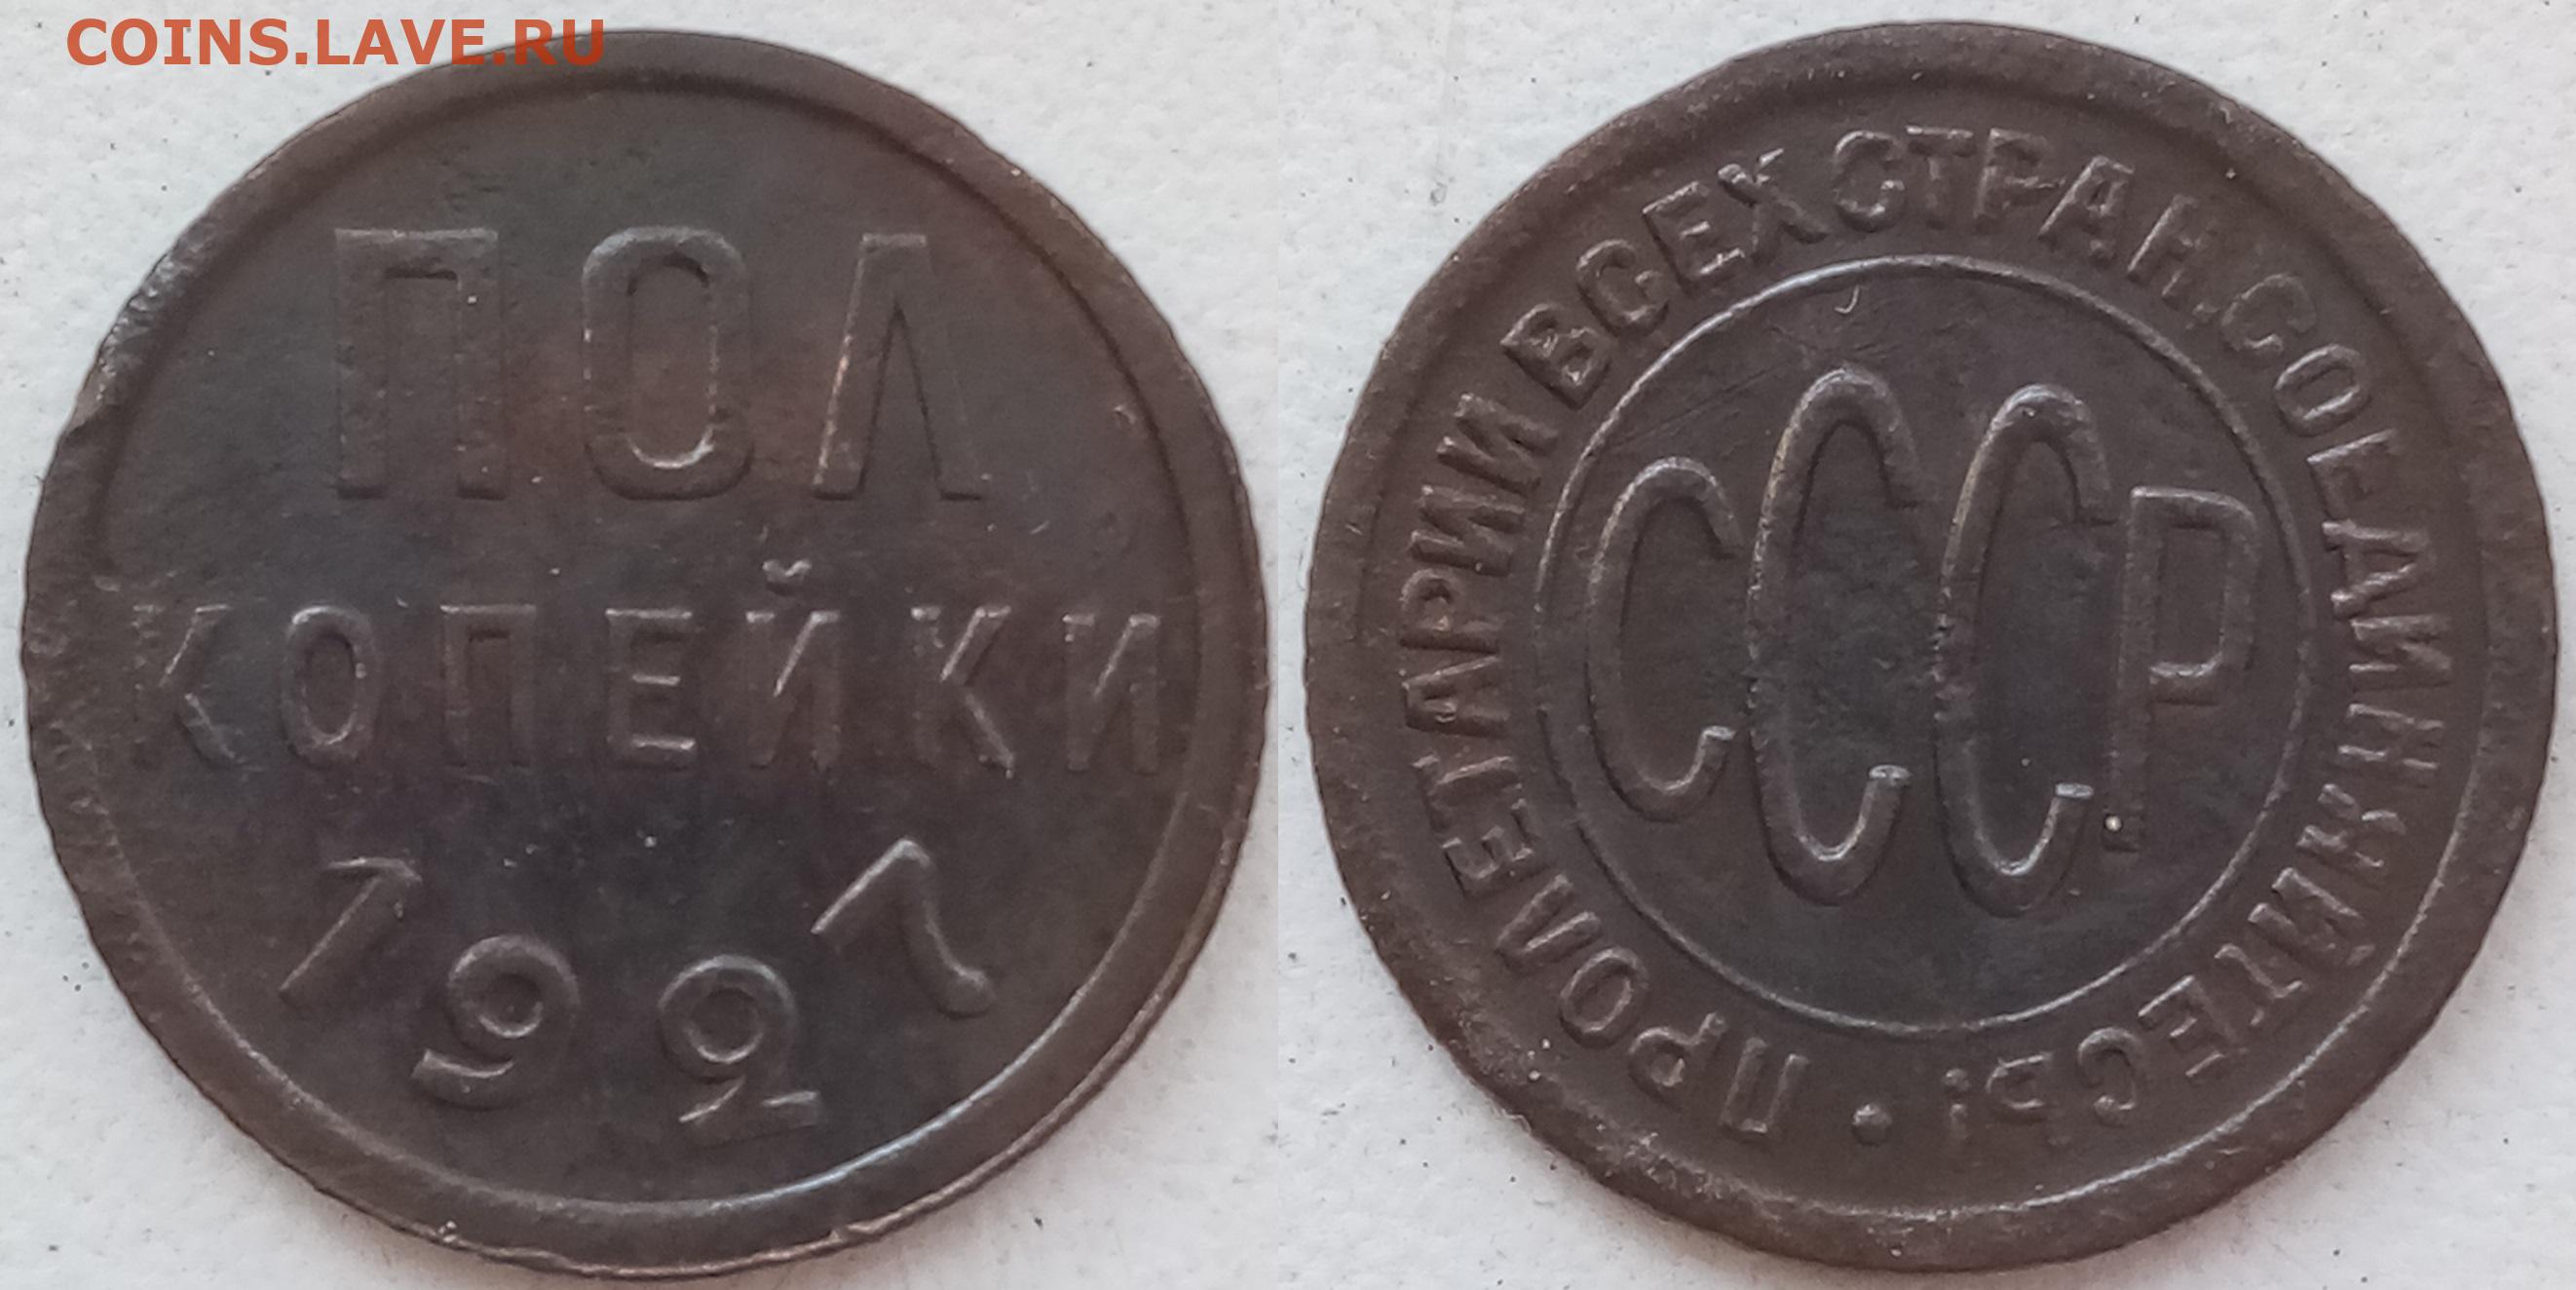 COINS.LAVE.RU
ПОЛ
КОПЕЙКИ
1927
ПРОЛЕТАРИИ ВСЕХ СТРАН, СОЕДИНЯЙТЕСЬ!
СССР